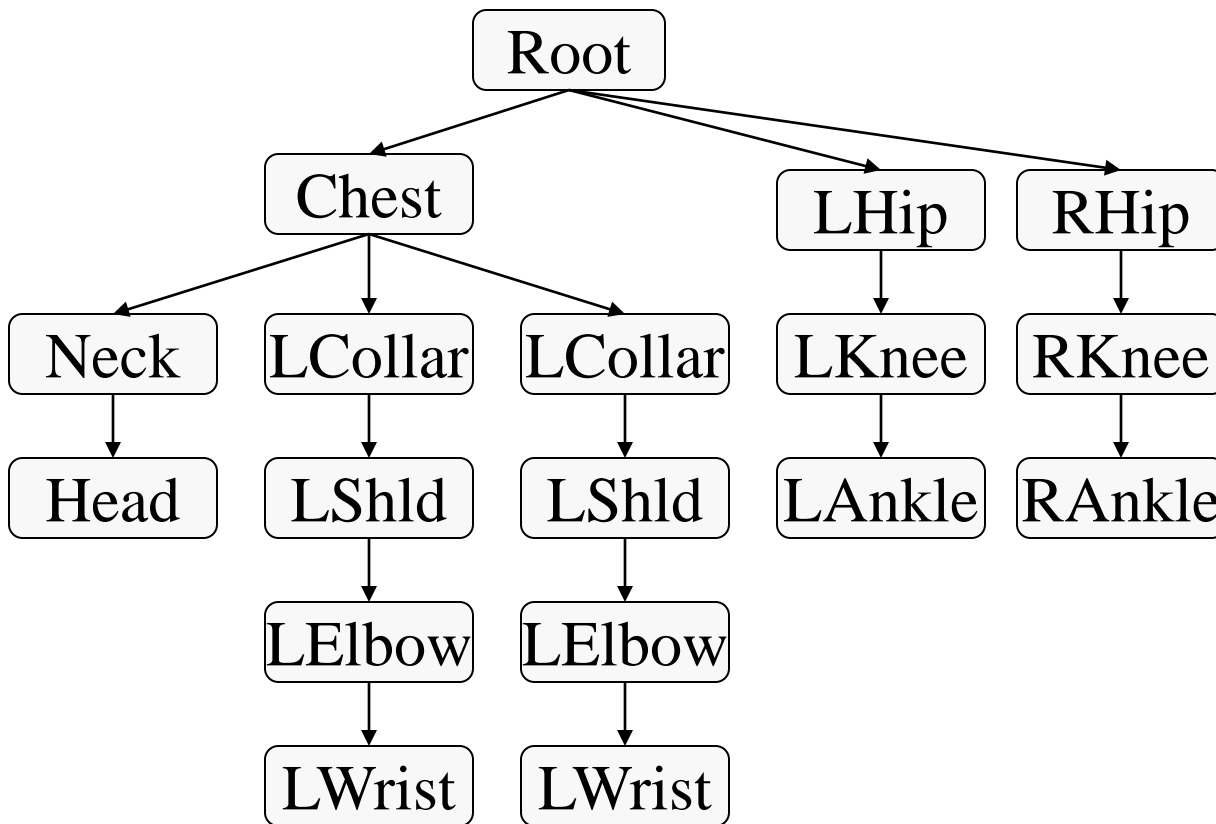 Root
Chest
LHip
RHip
Neck
LCollar
LCollar
LKnee
RKnee
Head
LShld
LShld
LAnkle
RAnkle
LElbow
LElbow
LWrist
LWrist